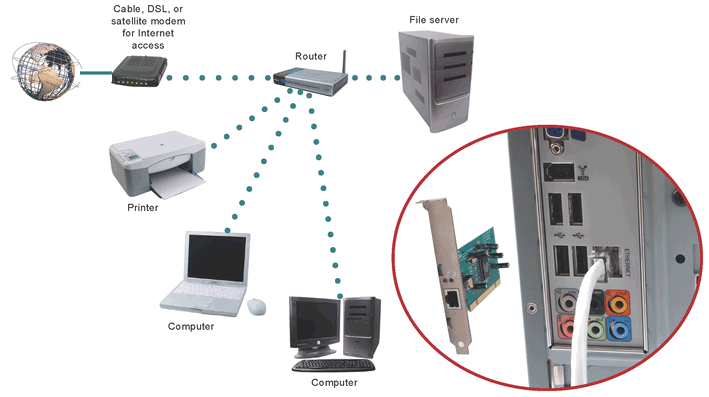 Cable, DSL, or
satellite modem
for Internet
access
File server
Router
Printer
Computer
Computer
ETHERNET